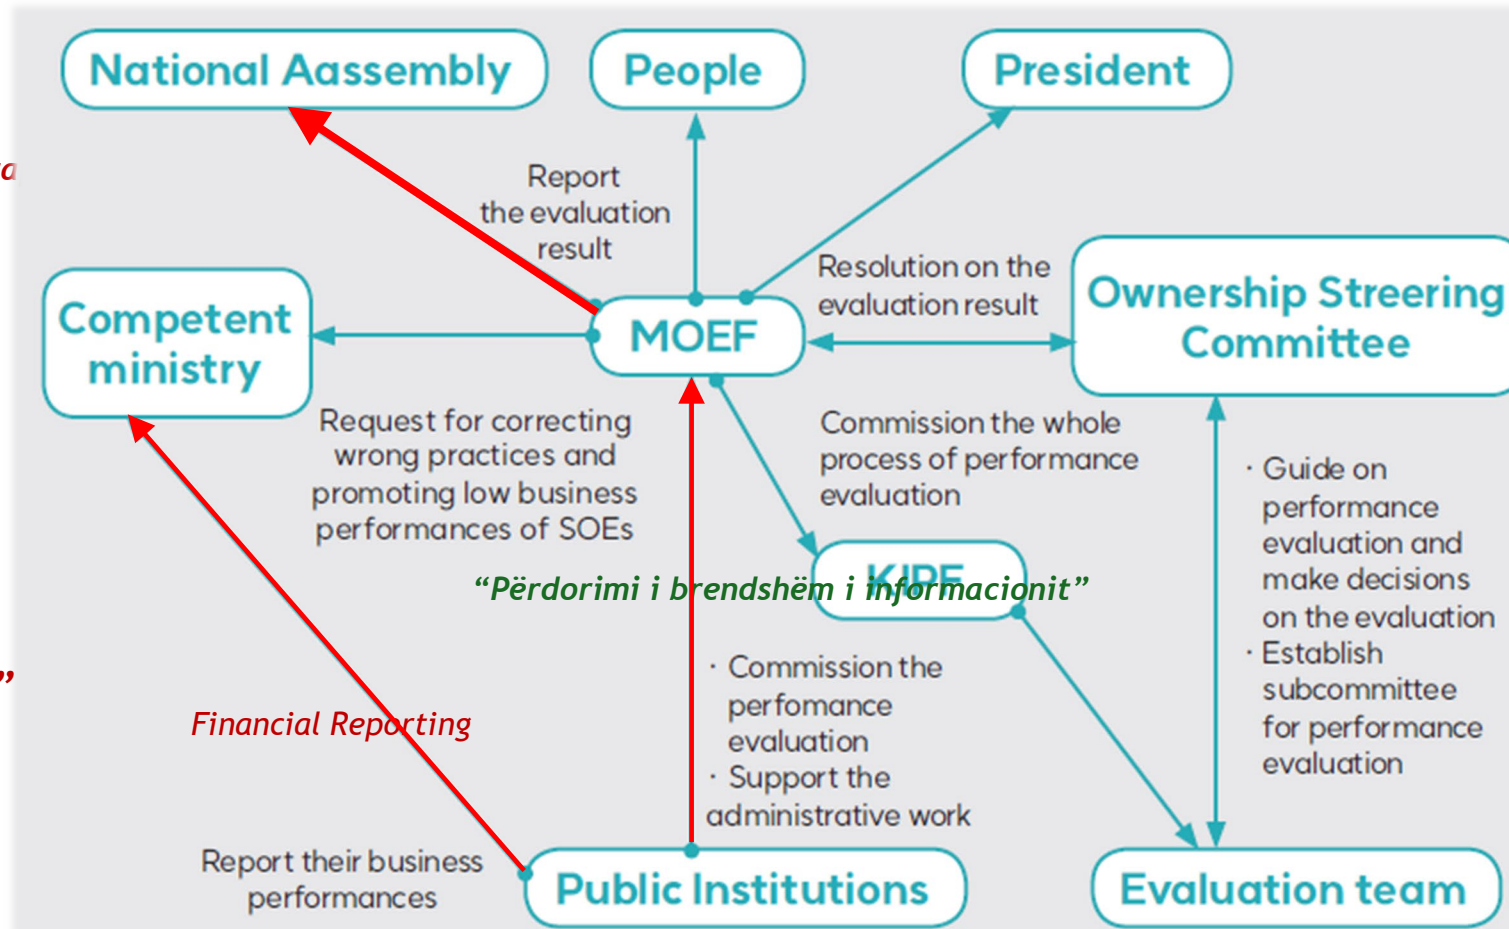 National Aassembly
People
President
Report
the evaluation
result
Resolution on the
evaluation result
Competent
ministry
MOEF
Ownership Streering
Committee
Request for correcting
wrong practices and
promoting low business
performances of SOEs
Commission the whole
process of performance
evaluation
· Guide on
performance
evaluation and
make decisions
on the evaluation
· Establish
subcommittee
for performance
evaluation
KIPF
“Përdorimi i brendshëm i informacionit”
”
Financial Reporting
· Commission the
perfomance
evaluation
· Support the
administrative work
Report their business
performances
Public Institutions
Evaluation team